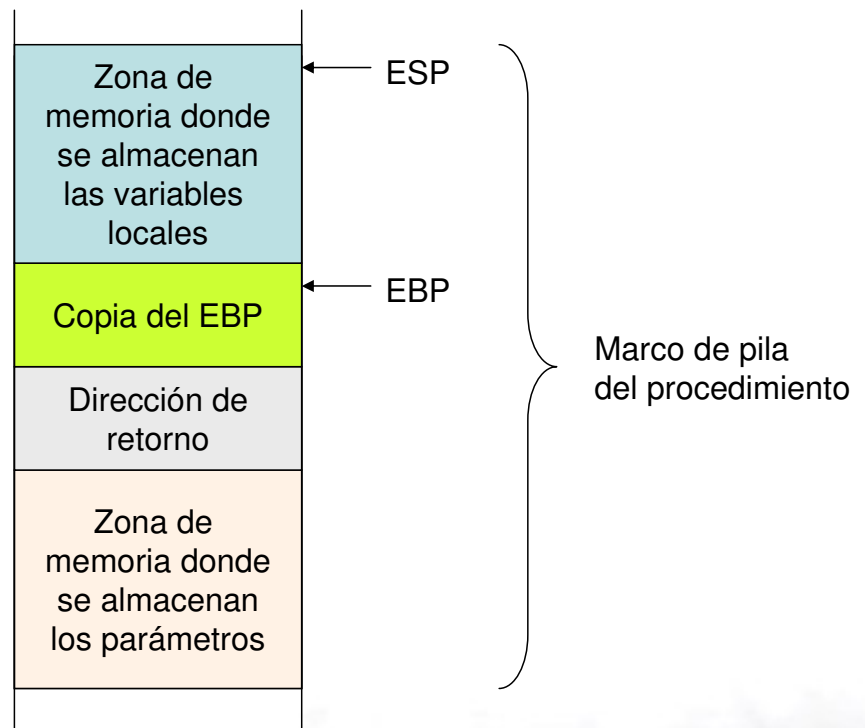 Zona de
memoria donde
se almacenan
las variables
locales
ESP
Copia del EBP
EBP
Dirección de
retorno
Zona de
memoria donde
se almacenan
los parámetros
Marco de pila
del procedimiento